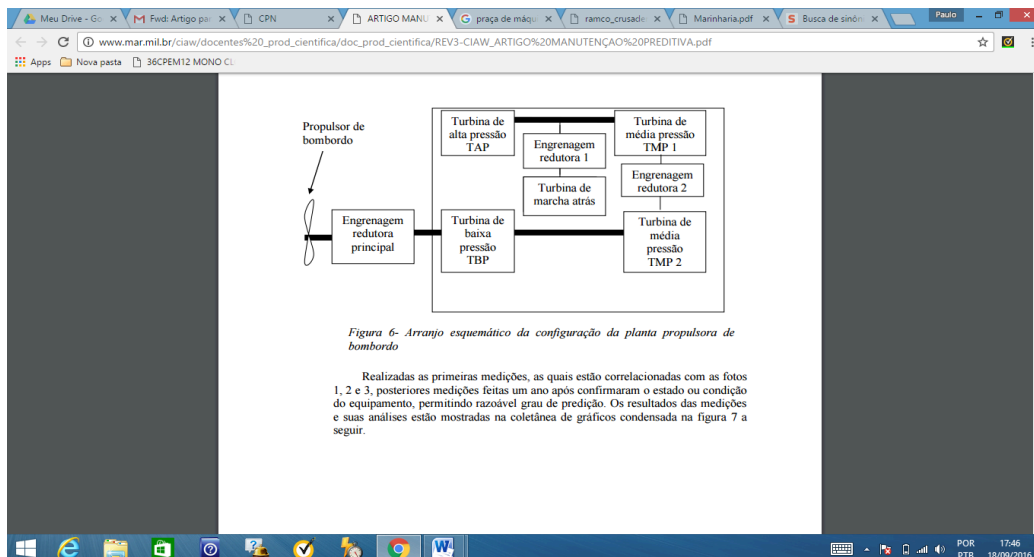 Meu Drive - Go
Fwd: Artigo pa
CPN
ARTIGO MANU
praça de máqu
ramco_crusade
Marinharia.pdf
Busca de sinôn
Paulo
www.mar.mil.br/ciaw/docentes%20_prod_cientifica/doc_prod_cientifica/REV3-CIAW_ARTIGO%20MANUTENÇAO%20PREDITIVA.pdf
Apps
Nova pasta
36CPEM12 MONO CL
Propulsor de
bombordo
Turbina de
alta pressão
TAP
Engrenagem
redutora 1
Turbina de
marcha atrás
Turbina de
média pressão
TMP 1
Engrenagem
redutora 2
Engrenagem
redutora
principal
Turbina de
baixa
pressão
TBP
Turbina de
média
pressão
TMP 2
Figura 6- Arranjo esquemático da configuração da planta propulsora de
bombordo
Realizadas as primeiras medições, as quais estão correlacionadas com as fotos
1, 2 e 3, posteriores medições feitas um ano após confirmaram o estado ou condição
do equipamento, permitindo razoável grau de predição. Os resultados das medições
e suas análises estão mostradas na coletânea de gráficos condensada na figura 7 a
seguir.
POR
PTB
17:46
18/09/2016